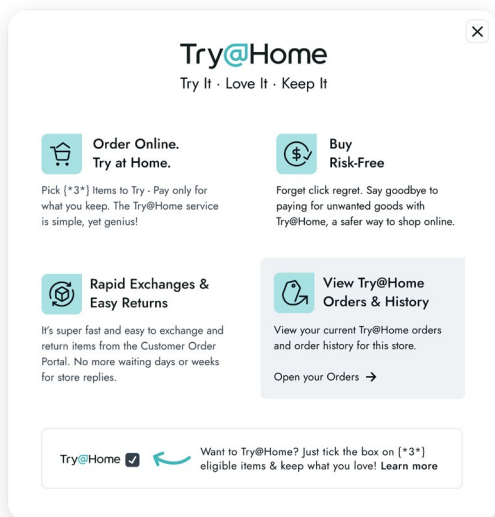 Try@Home
Try It · Love It · Keep It
Order Online.
Try at Home.
Pick {*3*} Items to Try - Pay only for
what you keep. The Try@Home service
is simple, yet genius!
Buy
Risk-Free
Forget click regret. Say goodbye to
paying for unwanted goods with
Try@Home, a safer way to shop online.
Rapid Exchanges &
Easy Returns
It's super fast and easy to exchange and
return items from the Customer Order
Portal. No more waiting days or weeks
for store replies.
View Try@Home
Orders & History
View your current Try@Home orders
and order history for this store.
Open your Orders →
Try@Home
Want to Try@Home? Just tick the box on {*3*}
eligible items & keep what you love! Learn more